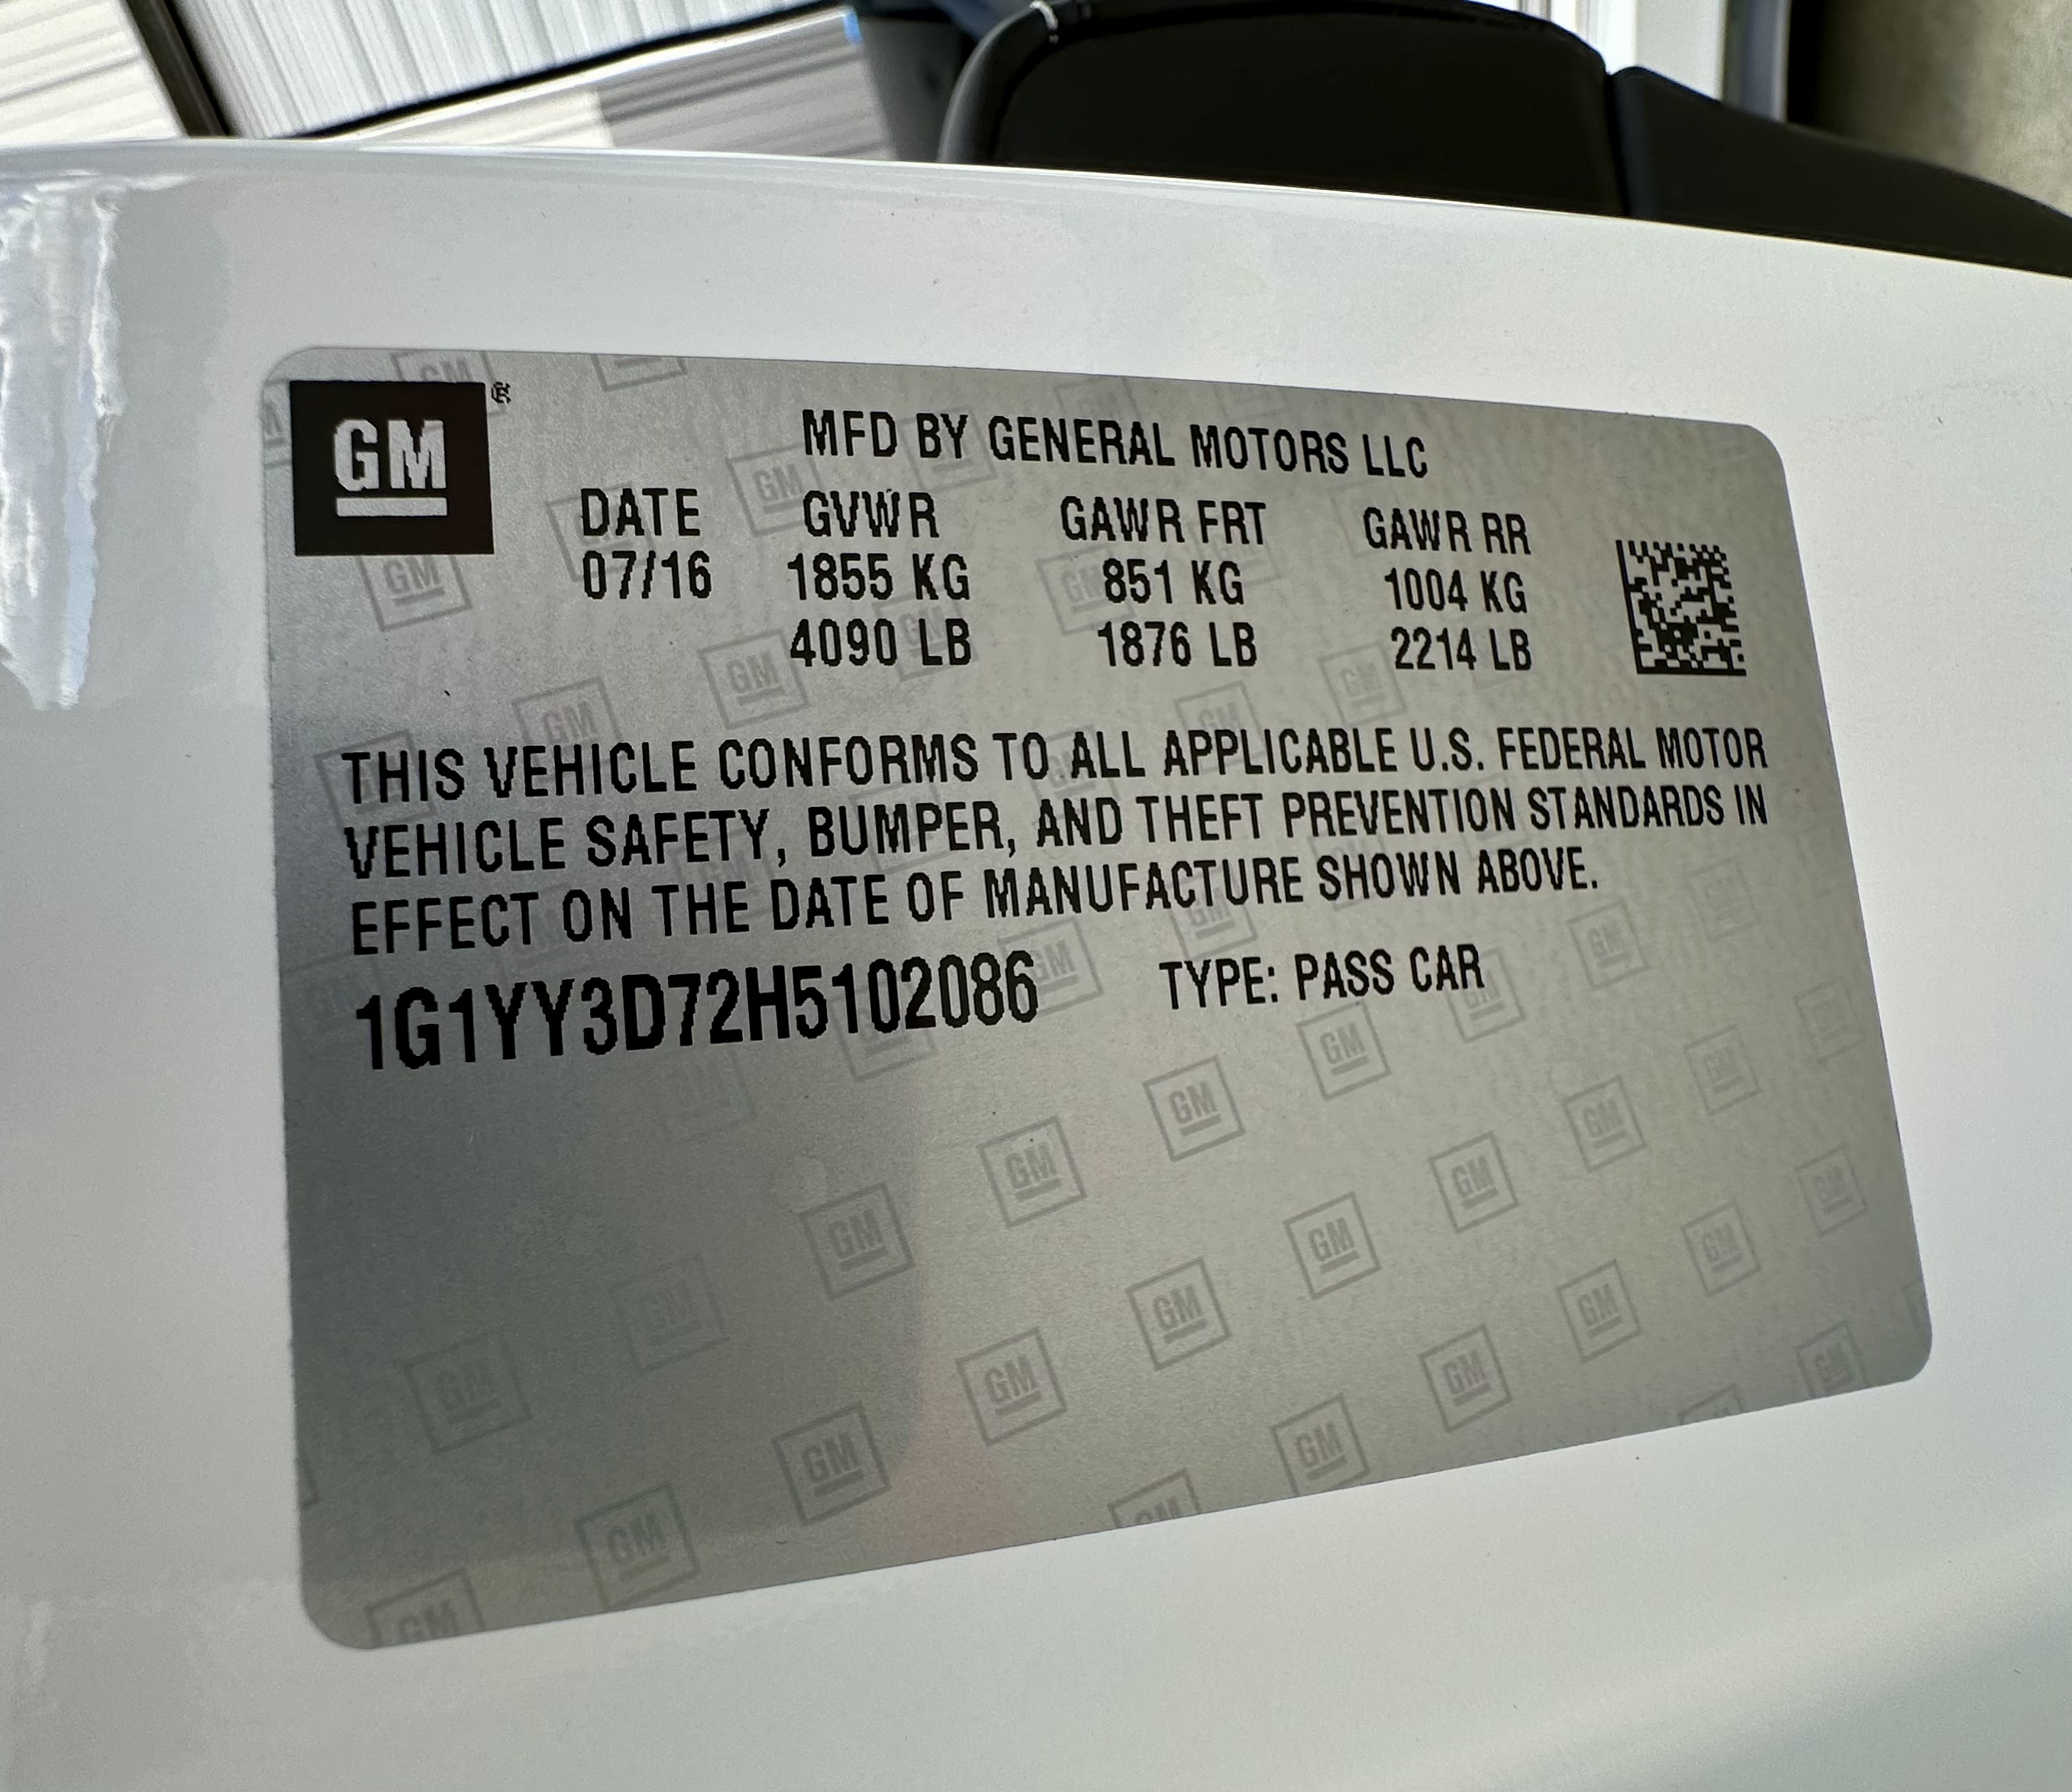 GM®
MFD BY GENERAL MOTORS LLC
DATE GVWR GAWR FRT GAWR RR
07/16 1855 KG 851 KG 1004 KG
4090 LB 1876 LB 2214 LB
THIS VEHICLE CONFORMS TO ALL APPLICABLE U.S. FEDERAL MOTOR
VEHICLE SAFETY, BUMPER, AND THEFT PREVENTION STANDARDS IN
EFFECT ON THE DATE OF MANUFACTURE SHOWN ABOVE.
1G1YY3D72H5102086 TYPE: PASS CAR